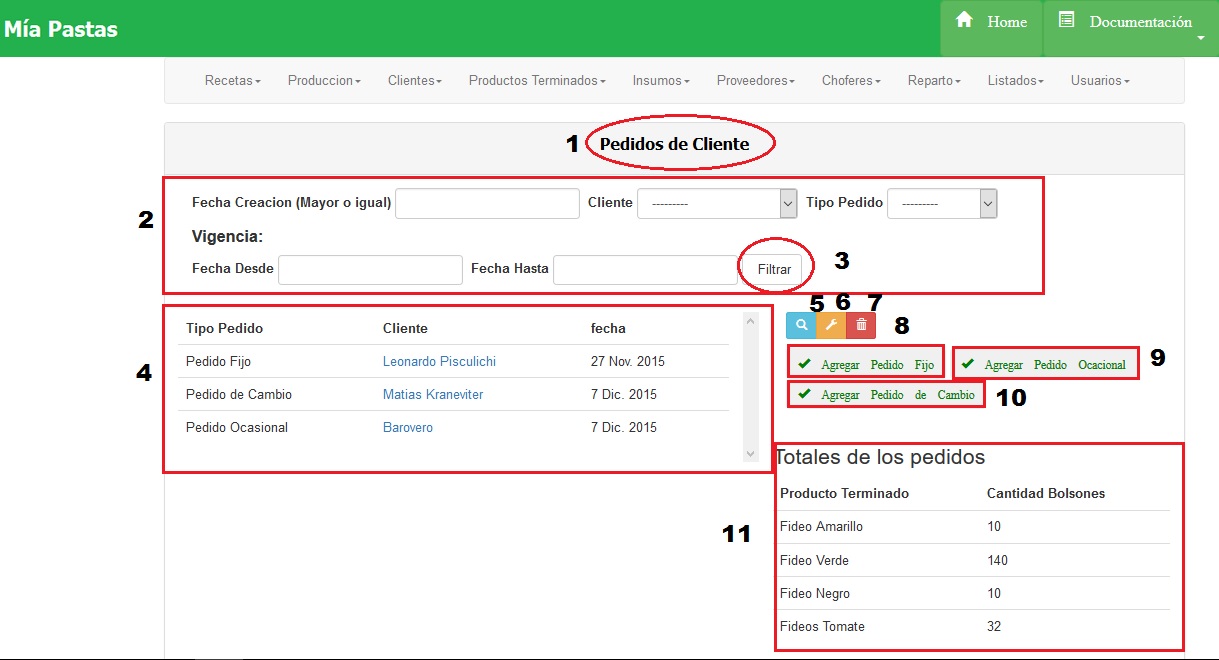 Mía Pastas Home Documentación
Recetas Produccion Clientes Productos Terminados Insumos Proveedores Choferes Reparto Listados Usuarios
1 Pedidos de Cliente
2 Fecha Creacion (Mayor o igual) Cliente --------- Tipo Pedido ---------
Vigencia:
Fecha Desde Fecha Hasta Filtrar 3
5 6 7
4
Tipo Pedido Cliente fecha
Pedido Fijo Leonardo Pisculichi 27 Nov. 2015
Pedido de Cambio Matias Kraneviter 7 Dic. 2015
Pedido Ocasional Barovero 7 Dic. 2015
8
Agregar Pedido Fijo Agregar Pedido Ocacional 9
Agregar Pedido de Cambio 10
Totales de los pedidos
11
Producto Terminado Cantidad Bolsones
Fideo Amarillo 10
Fideo Verde 140
Fideo Negro 10
Fideos Tomate 32